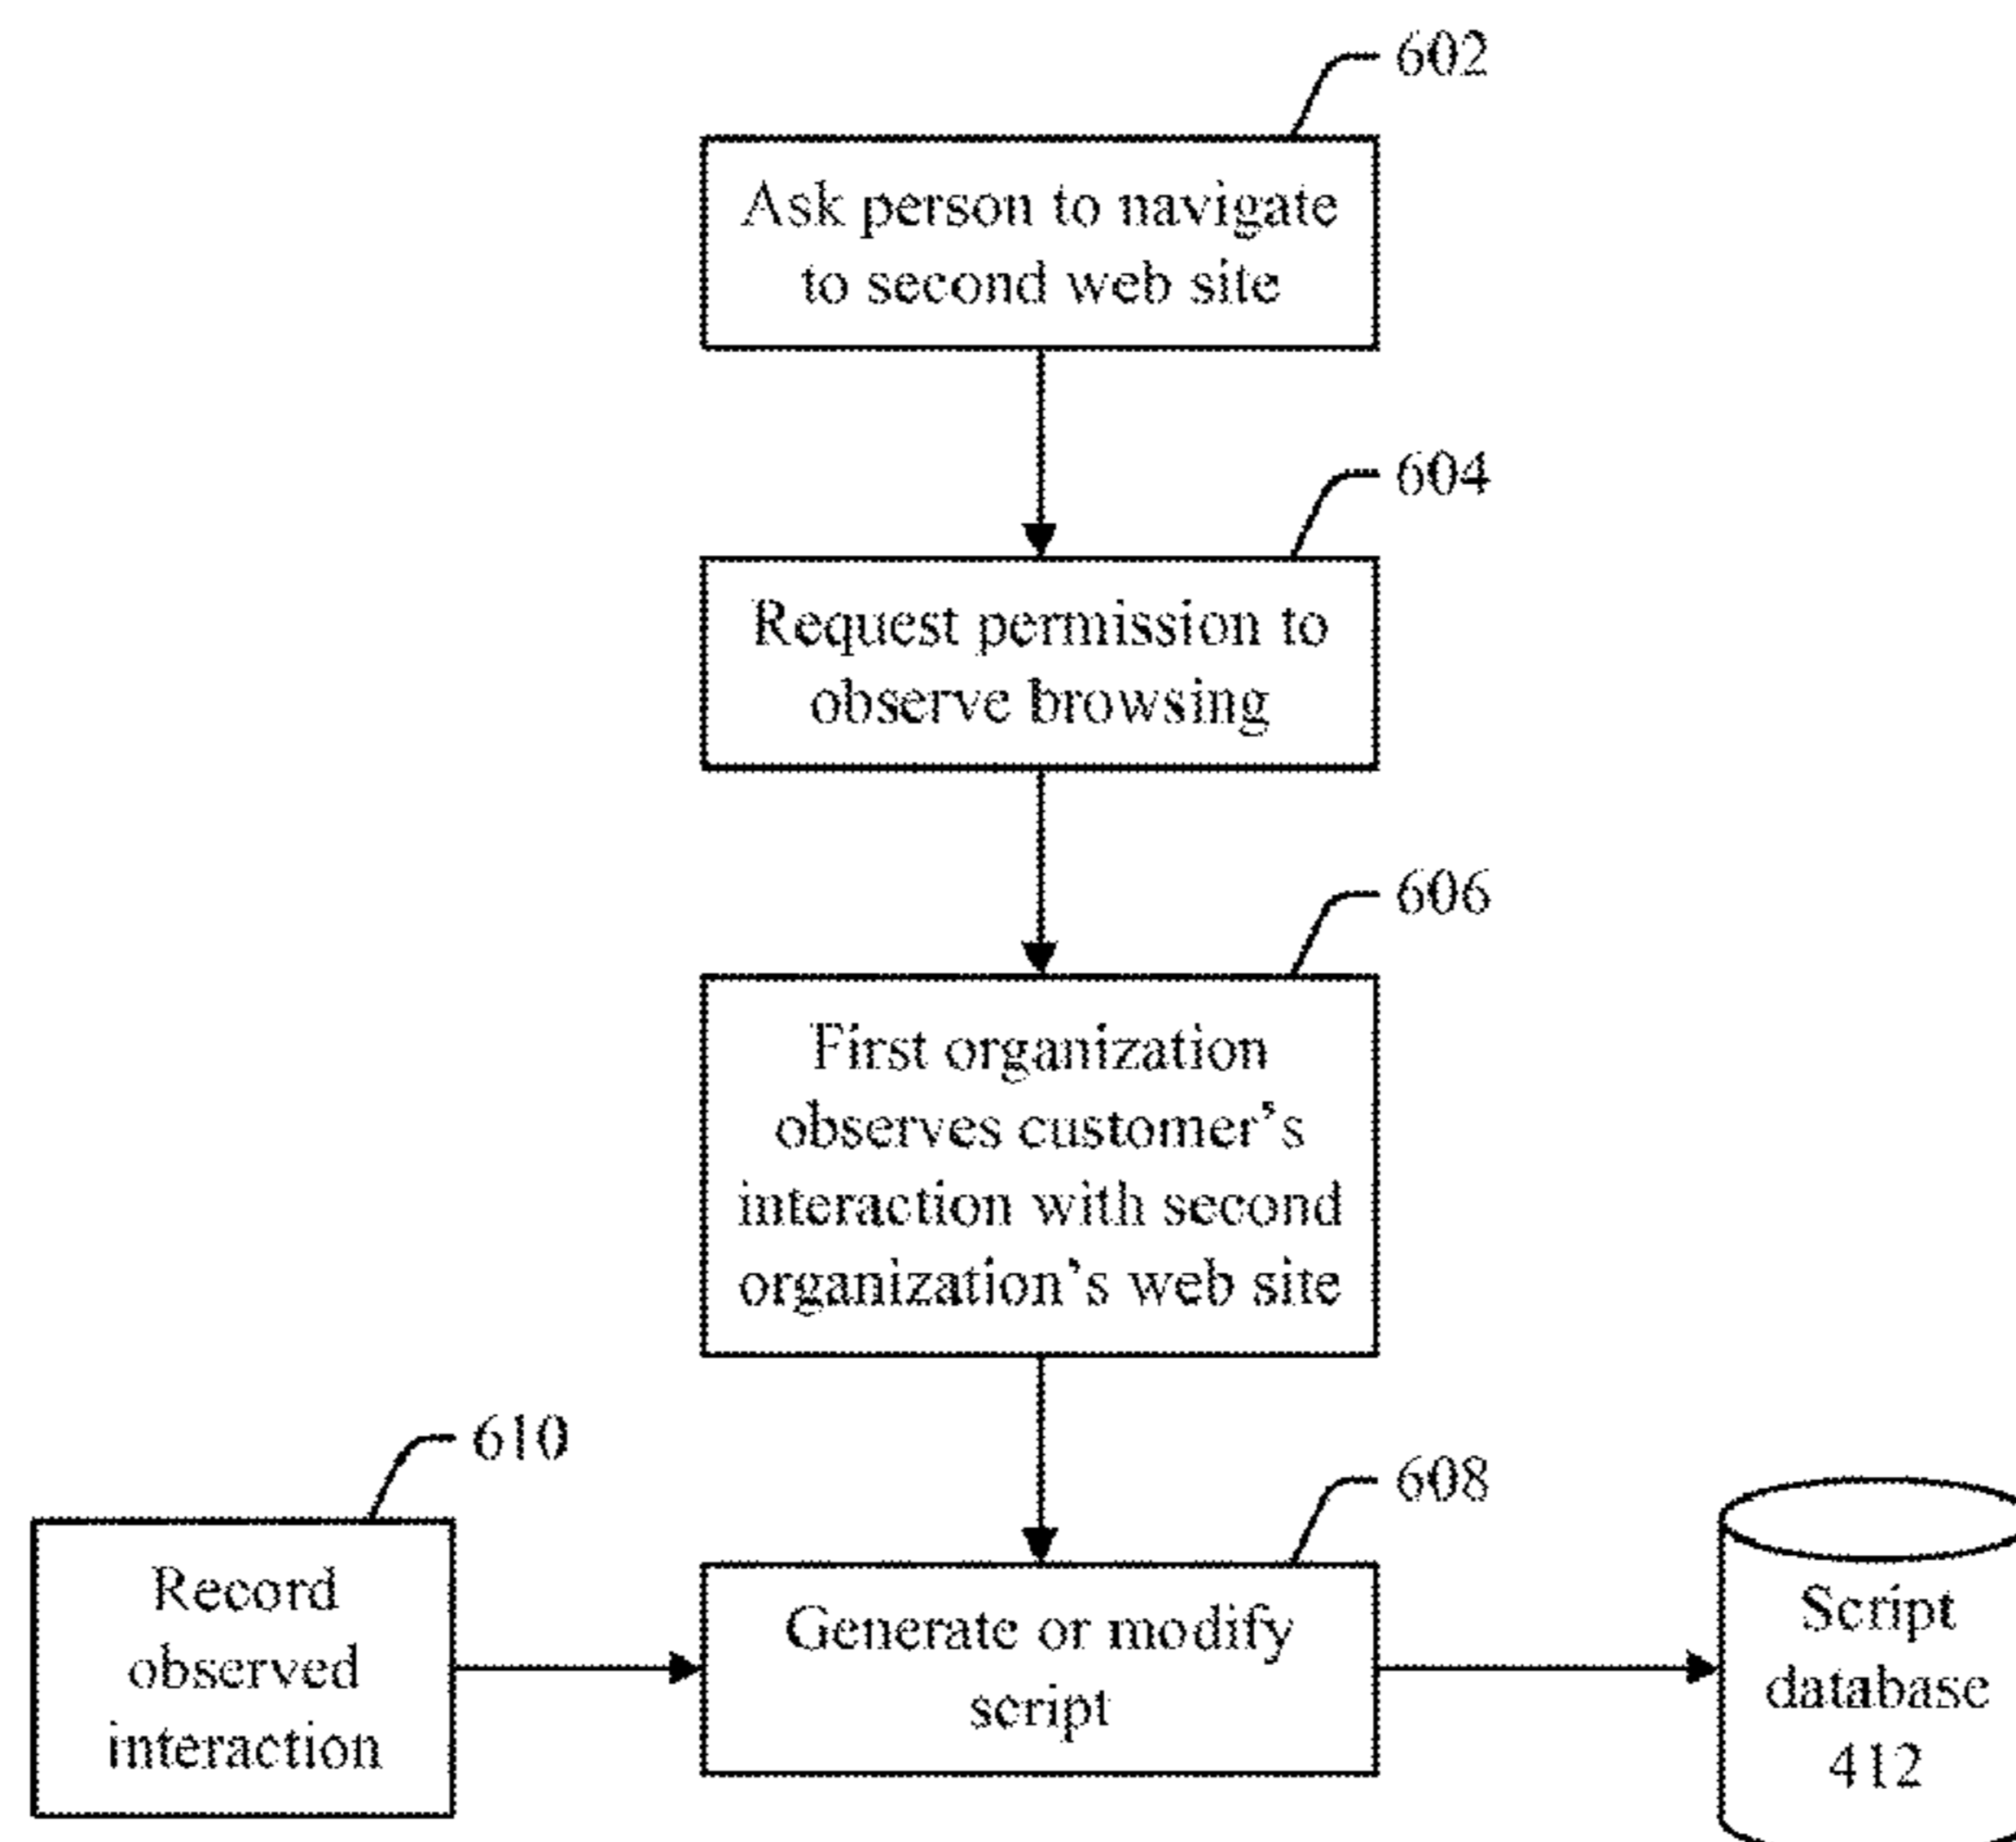 602
Ask person to navigate
to second web site
604
Request permission to
observe browsing
606
First organization
observes customer's
interaction with second
organization's web site
610
Record
observed
interaction
608
Generate or modify
script
Script
database
412